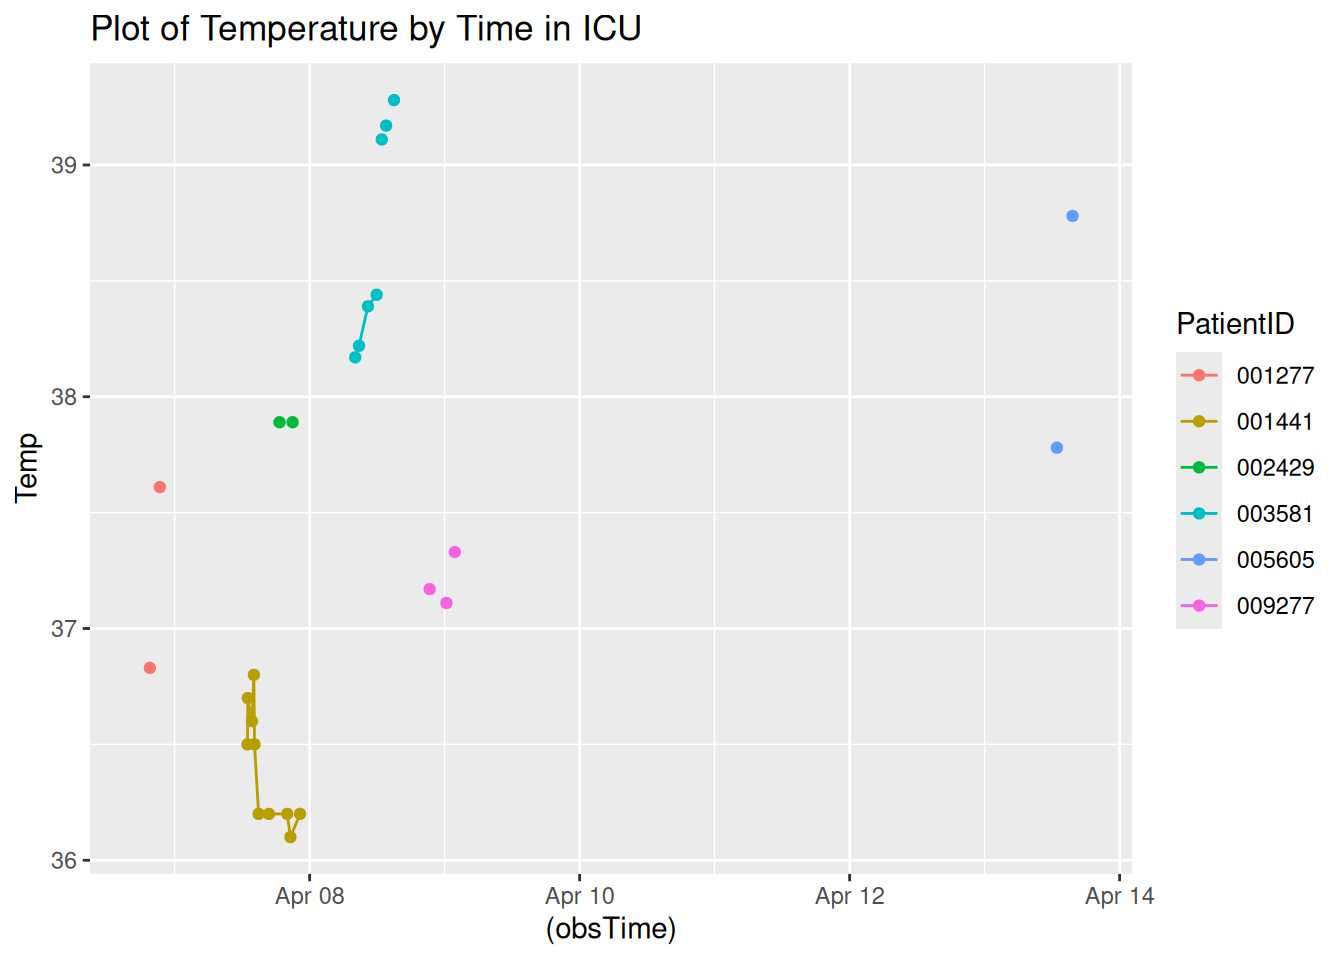 Plot of Temperature by Time in ICU
Temp
39
38
37
36
Apr 08
Apr 10
Apr 12
Apr 14
(obsTime)
PatientID
001277
001441
002429
003581
005605
009277